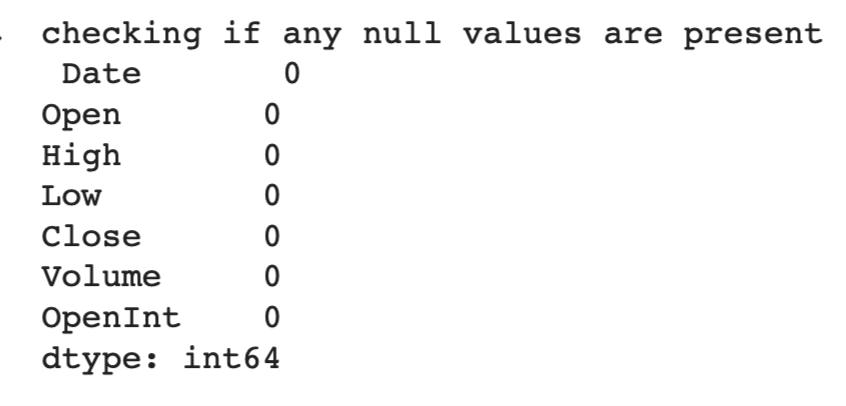 checking if any null values are present
Date 0
Open 0
High 0
Low 0
Close 0
Volume 0
OpenInt 0
dtype: int64